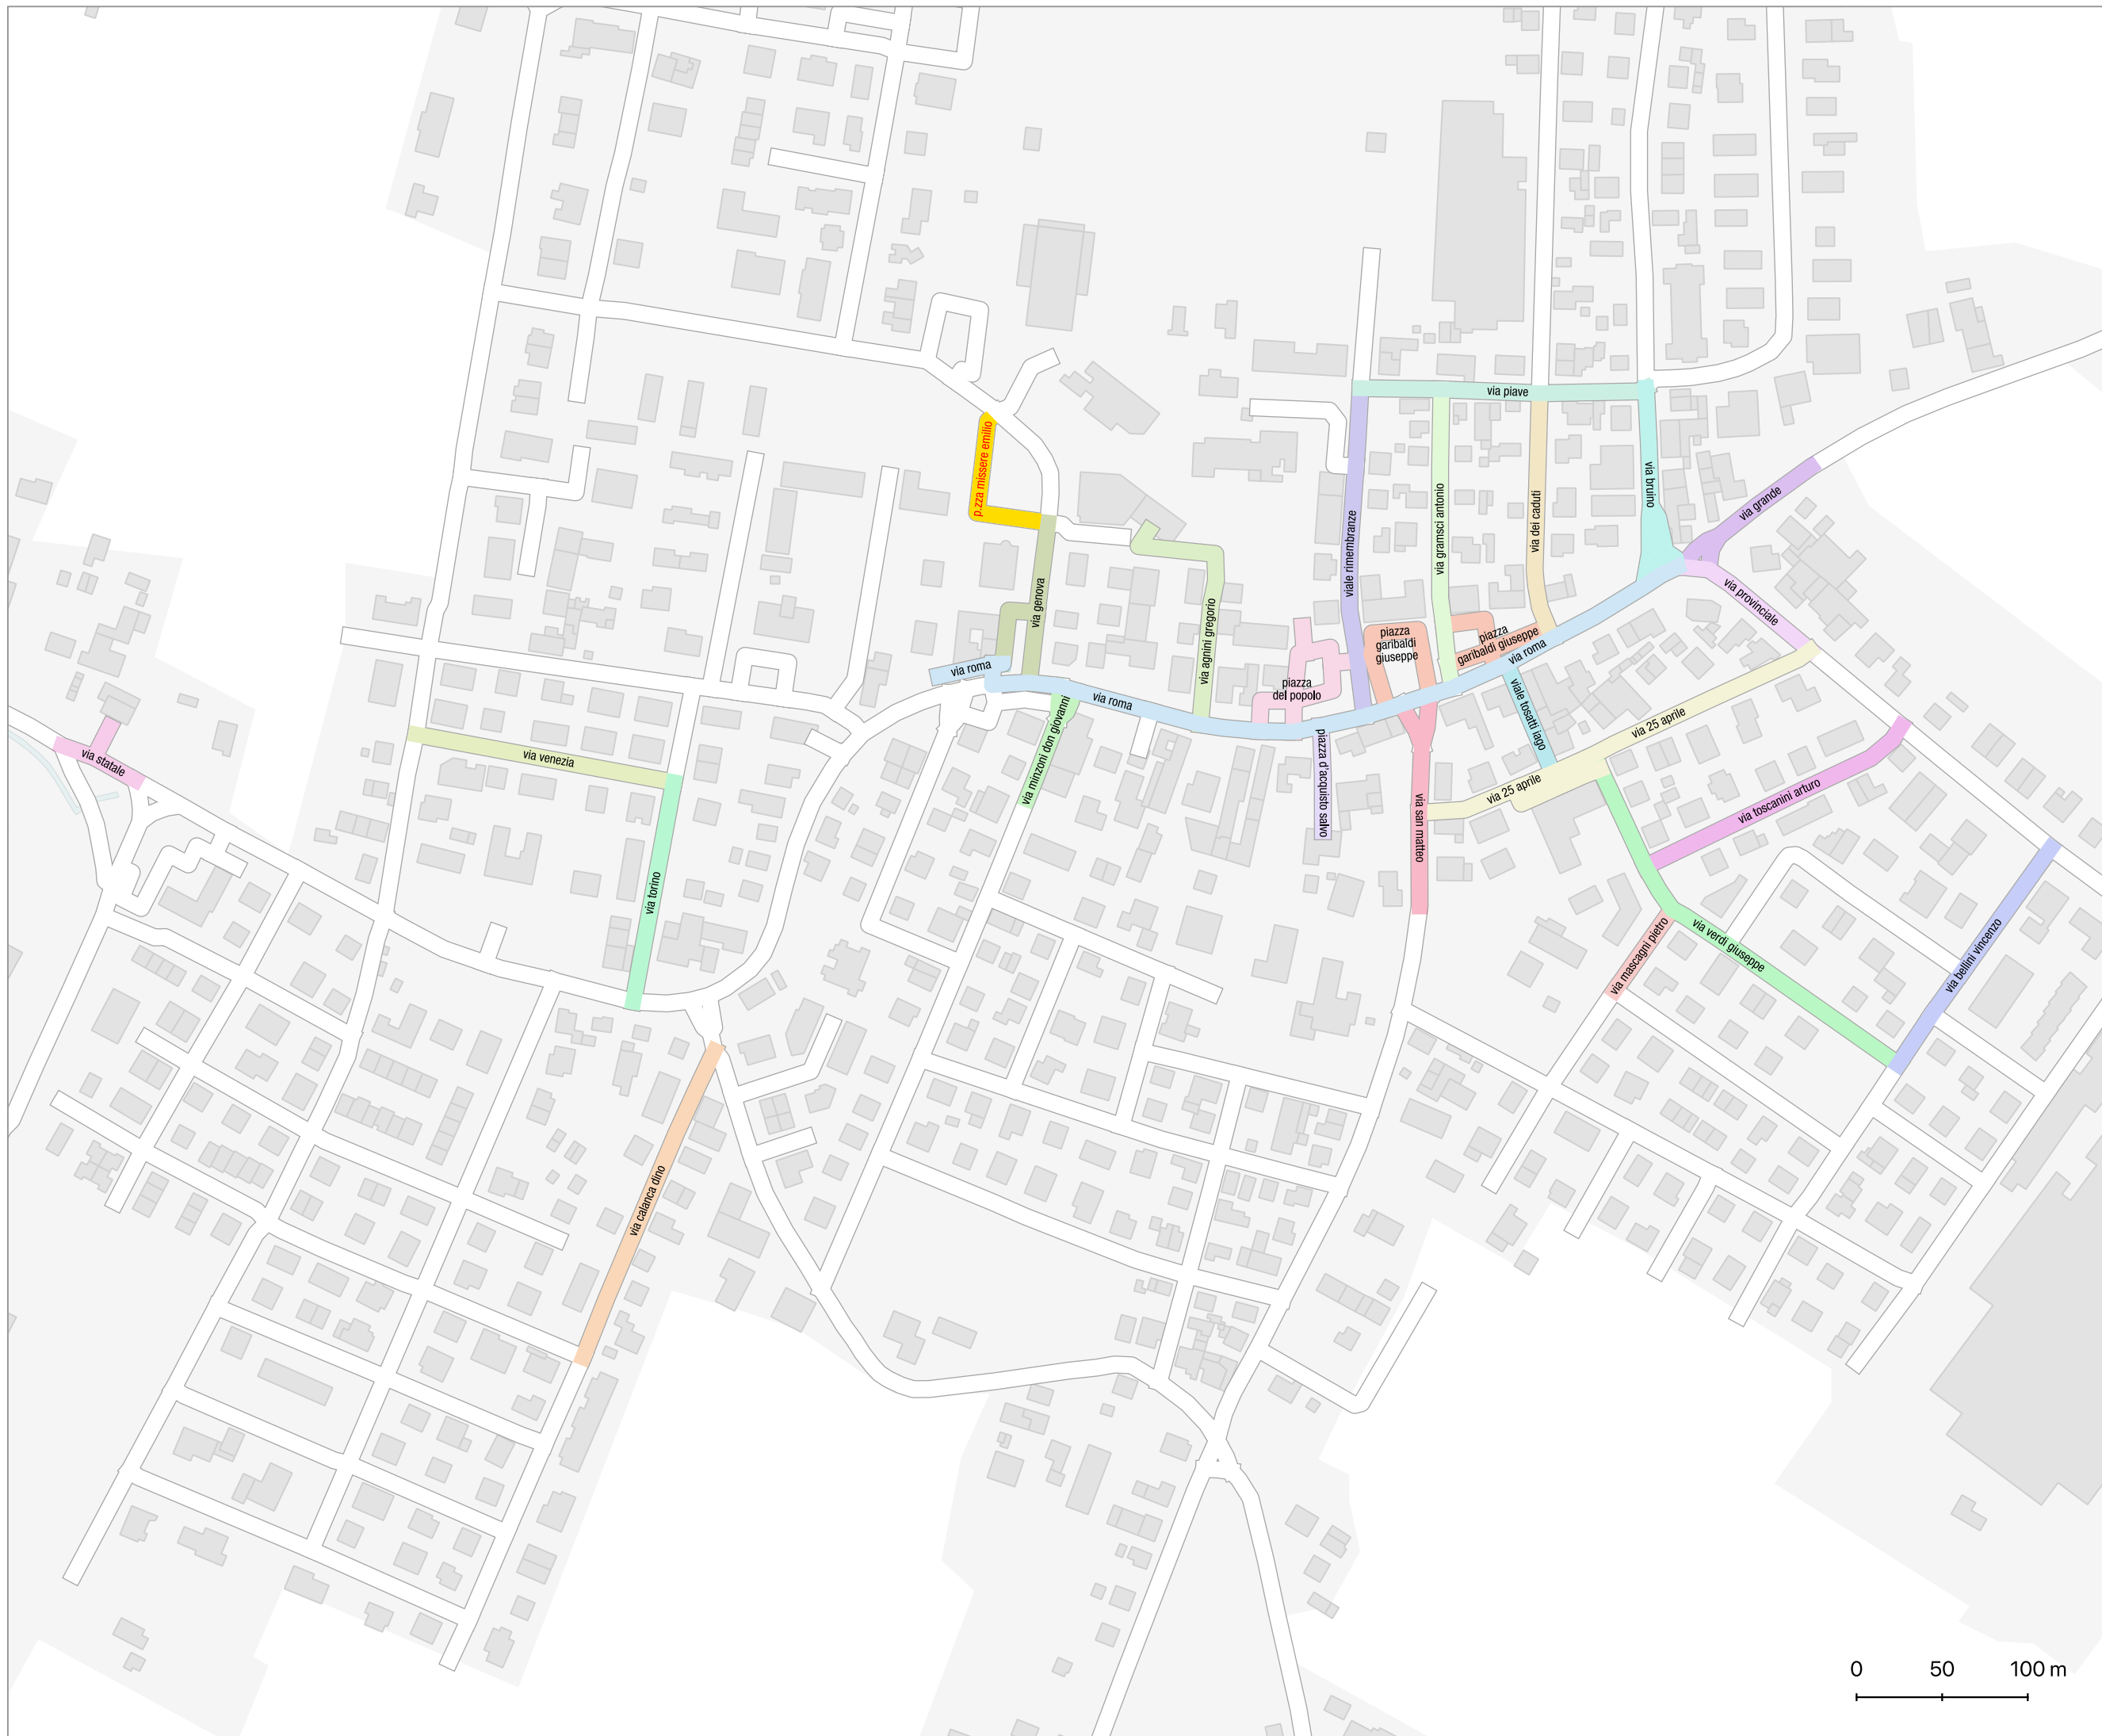 p.zza missere emilio
via piave
via bruino
via grande
viale rimembranze
via gramsci antonio
via dei caduti
via genova
via agnini gregorio
via provinciale
piazza
garibaldi
giuseppe
piazza
garibaldi giuseppe
via roma
via roma
via roma
piazza
del popolo
via minzoni don giovanni
viale tosatti iago
via 25 aprile
via 25 aprile
via statale
via venezia
piazza d'acquisto salvo
via san matteo
via toscanini arturo
via torino
via verdi giuseppe
via mascagni pietro
via bellini vincenzo
via calanca dino
0 50 100 m